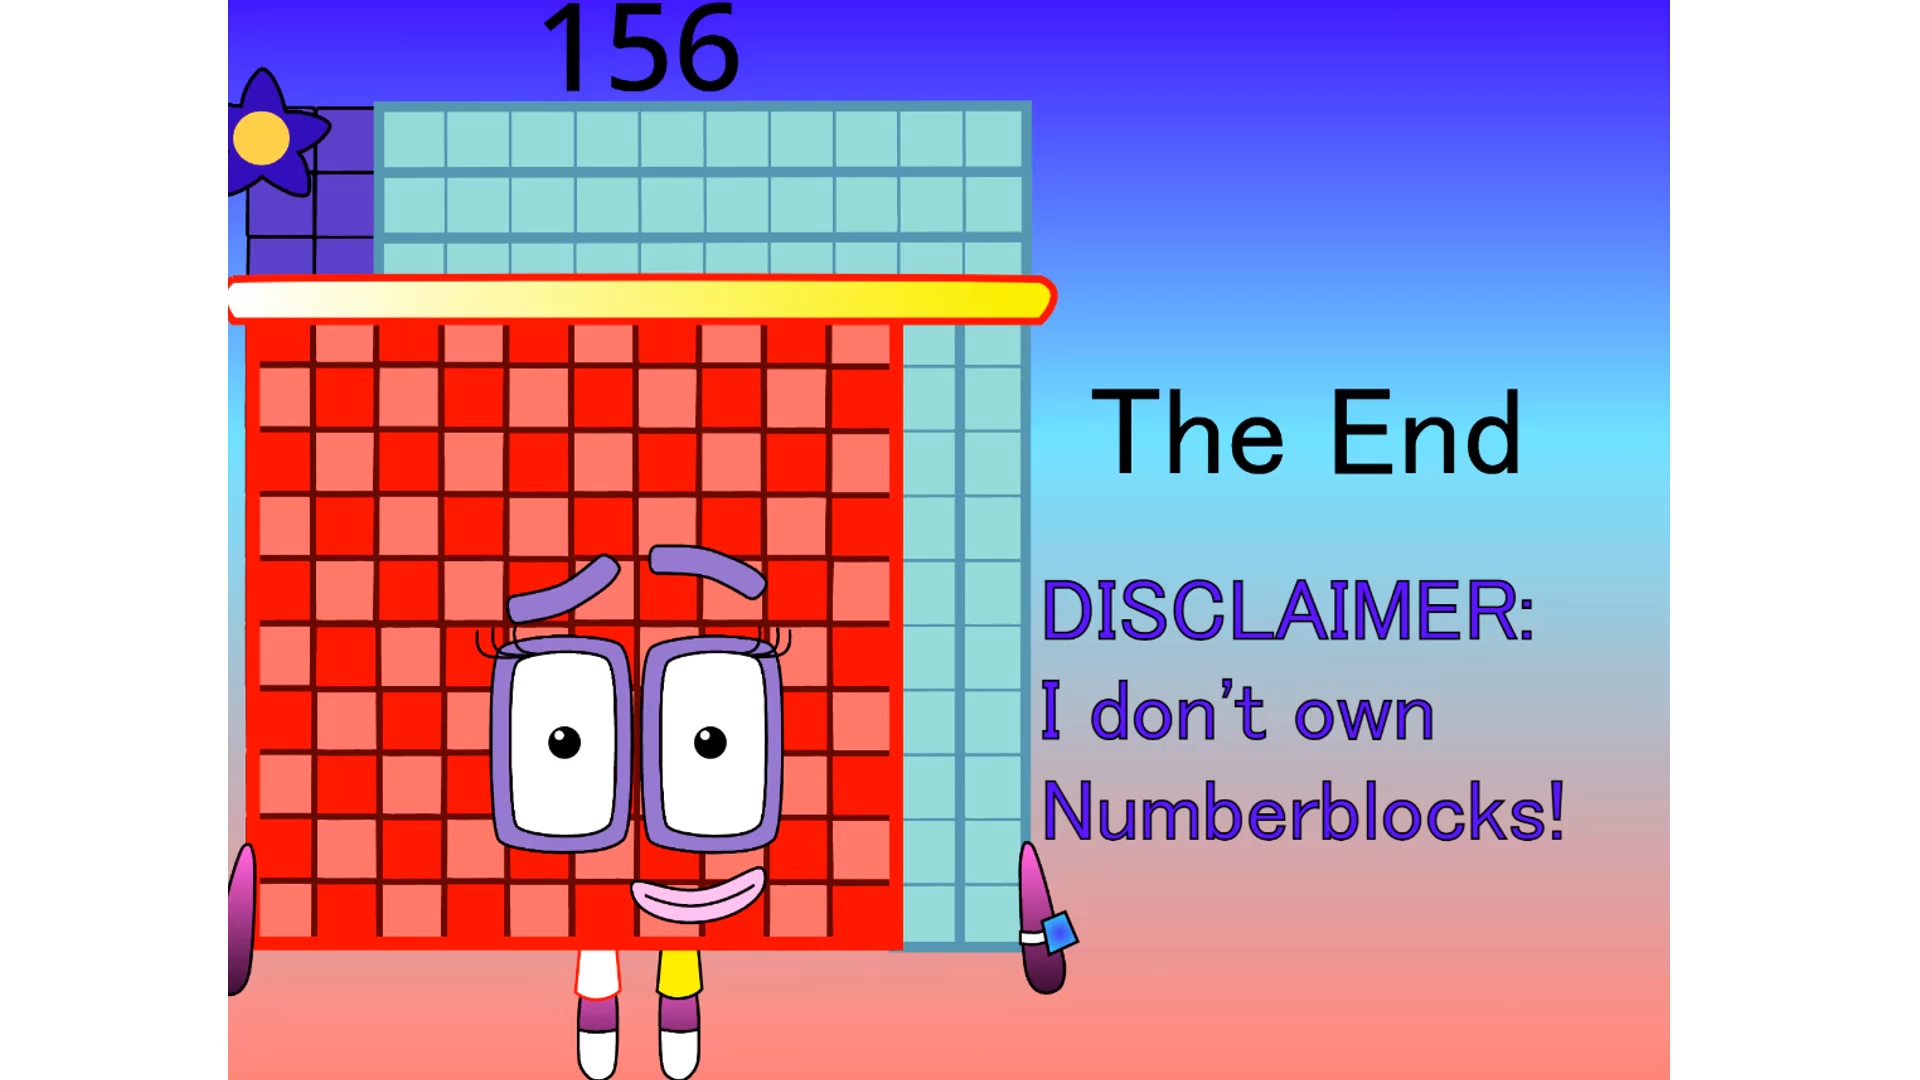 156
The End
DISCLAIMER:
I don't own
Numberblocks!